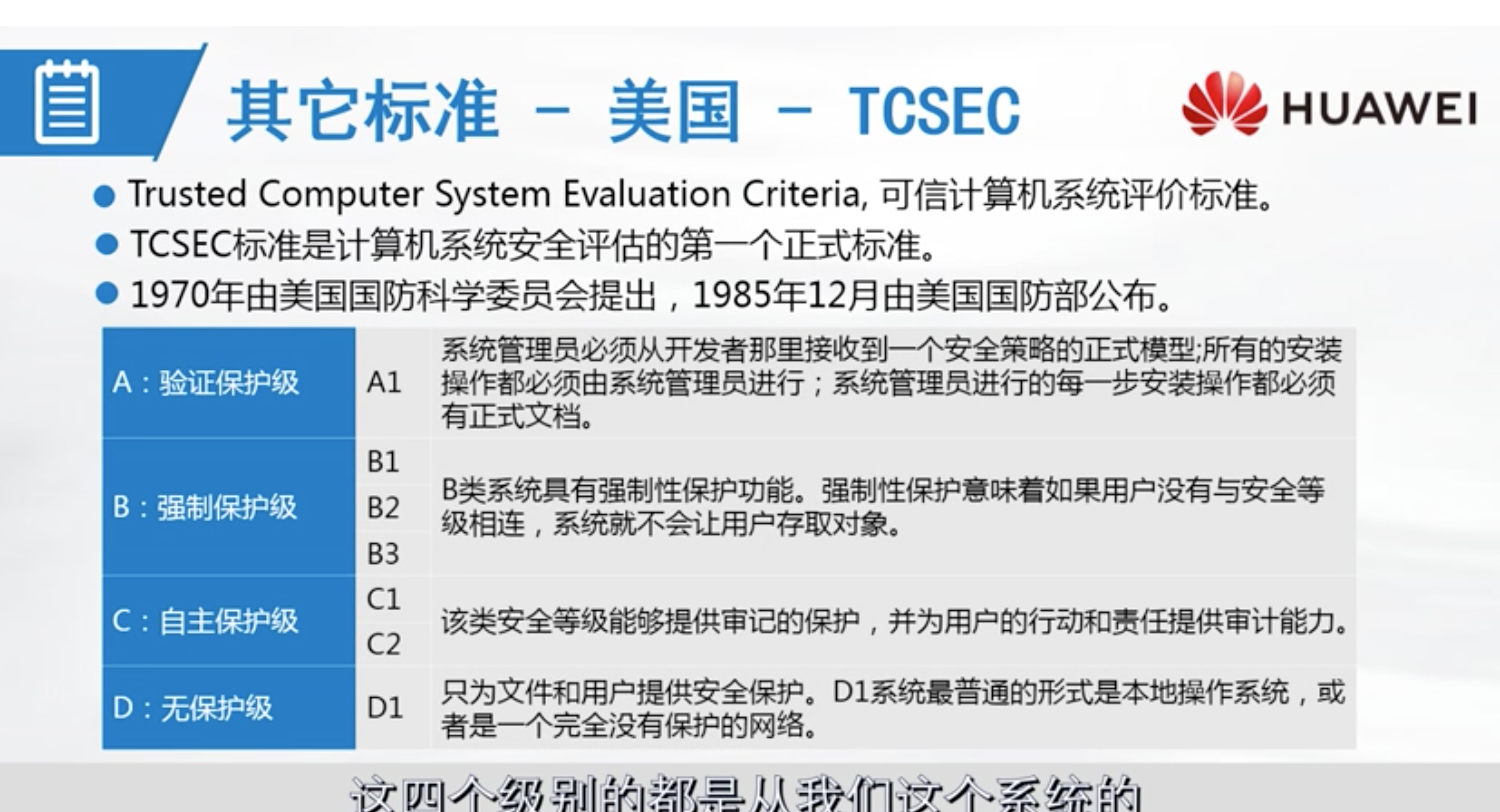 其它标准 - 美国 - TCSEC
HUAWEI
Trusted Computer System Evaluation Criteria, 可信计算机系统评价标准。
TCSEC标准是计算机系统安全评估的第一个正式标准。
1970年由美国国防科学委员会提出，1985年12月由美国国防部公布。
A：验证保护级
A1
系统管理员必须从开发者那里接收到一个安全策略的正式模型;所有的安装
操作都必须由系统管理员进行；系统管理员进行的每一步安装操作都必须
有正式文档。
B：强制保护级
B1
B2
B3
B类系统具有强制性保护功能。强制性保护意味着如果用户没有与安全等
级相连，系统就不会让用户存取对象。
C：自主保护级
C1
C2
该类安全等级能够提供审记的保护，并为用户的行动和责任提供审计能力。
D：无保护级
D1
只为文件和用户提供安全保护。D1系统最普通的形式是本地操作系统，或
者是一个完全没有保护的网络。
这四个级别的都是从我们这个系统的